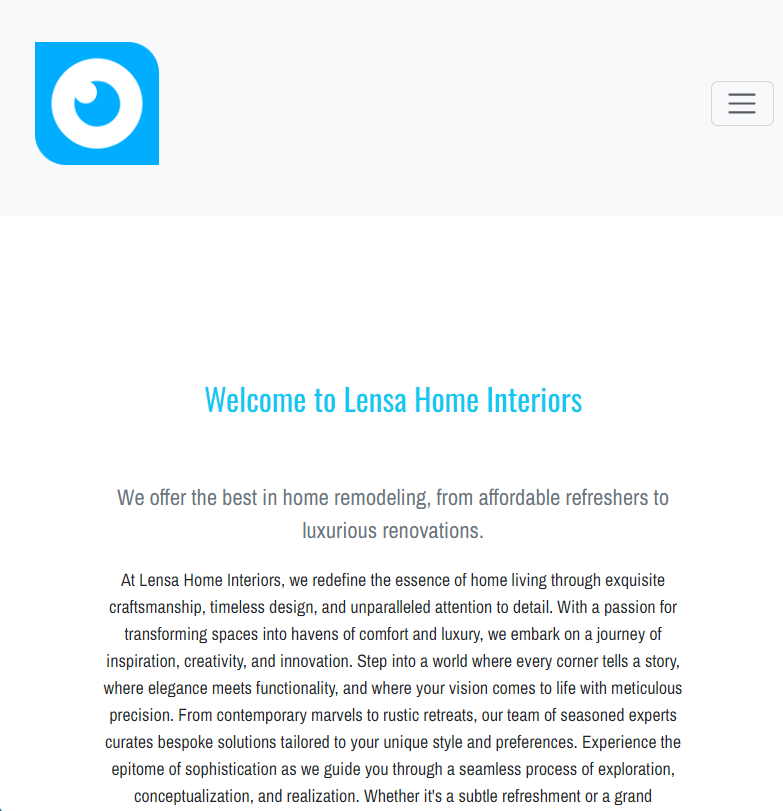 Welcome to Lensa Home Interiors
We offer the best in home remodeling, from affordable refreshers to
luxurious renovations.
At Lensa Home Interiors, we redefine the essence of home living through exquisite
craftsmanship, timeless design, and unparalleled attention to detail. With a passion for
transforming spaces into havens of comfort and luxury, we embark on a journey of
inspiration, creativity, and innovation. Step into a world where every corner tells a story,
where elegance meets functionality, and where your vision comes to life with meticulous
precision. From contemporary marvels to rustic retreats, our team of seasoned experts
curates bespoke solutions tailored to your unique style and preferences. Experience the
epitome of sophistication as we guide you through a seamless process of exploration,
conceptualization, and realization. Whether it's a subtle refreshment or a grand